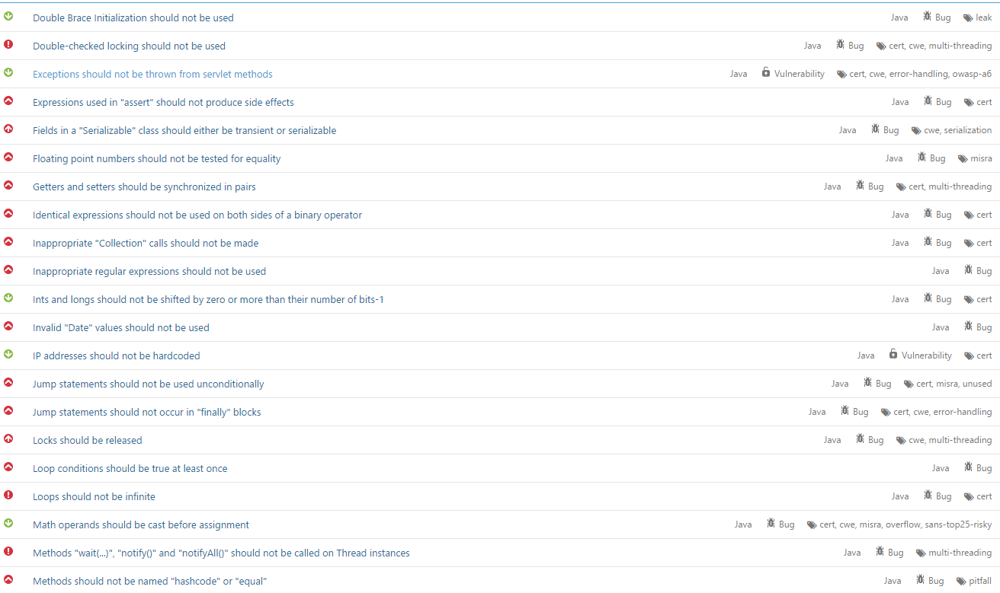 Double Brace Initialization should not be used Java Bug leak
Double-checked locking should not be used Java Bug cert, cwe, multi-threading
Exceptions should not be thrown from servlet methods Java Vulnerability cert, cwe, error-handling, owasp-a6
Expressions used in "assert" should not produce side effects Java Bug cert
Fields in a "Serializable" class should either be transient or serializable Java Bug cwe, serialization
Floating point numbers should not be tested for equality Java Bug misra
Getters and setters should be synchronized in pairs Java Bug cert, multi-threading
Identical expressions should not be used on both sides of a binary operator Java Bug cert
Inappropriate "Collection" calls should not be made Java Bug cert
Inappropriate regular expressions should not be used Java Bug
Ints and longs should not be shifted by zero or more than their number of bits-1 Java Bug cert
Invalid "Date" values should not be used Java Bug
IP addresses should not be hardcoded Java Vulnerability cert
Jump statements should not be used unconditionally Java Bug cert, misra, unused
Jump statements should not occur in "finally" blocks Java Bug cert, cwe, error-handling
Locks should be released Java Bug cwe, multi-threading
Loop conditions should be true at least once Java Bug
Loops should not be infinite Java Bug cert
Math operands should be cast before assignment Java Bug cert, cwe, misra, overflow, sans-top25-risky
Methods "wait(...)", "notify()" and "notifyAll()" should not be called on Thread instances Java Bug multi-threading
Methods should not be named "hashcode" or "equal" Java Bug pitfall